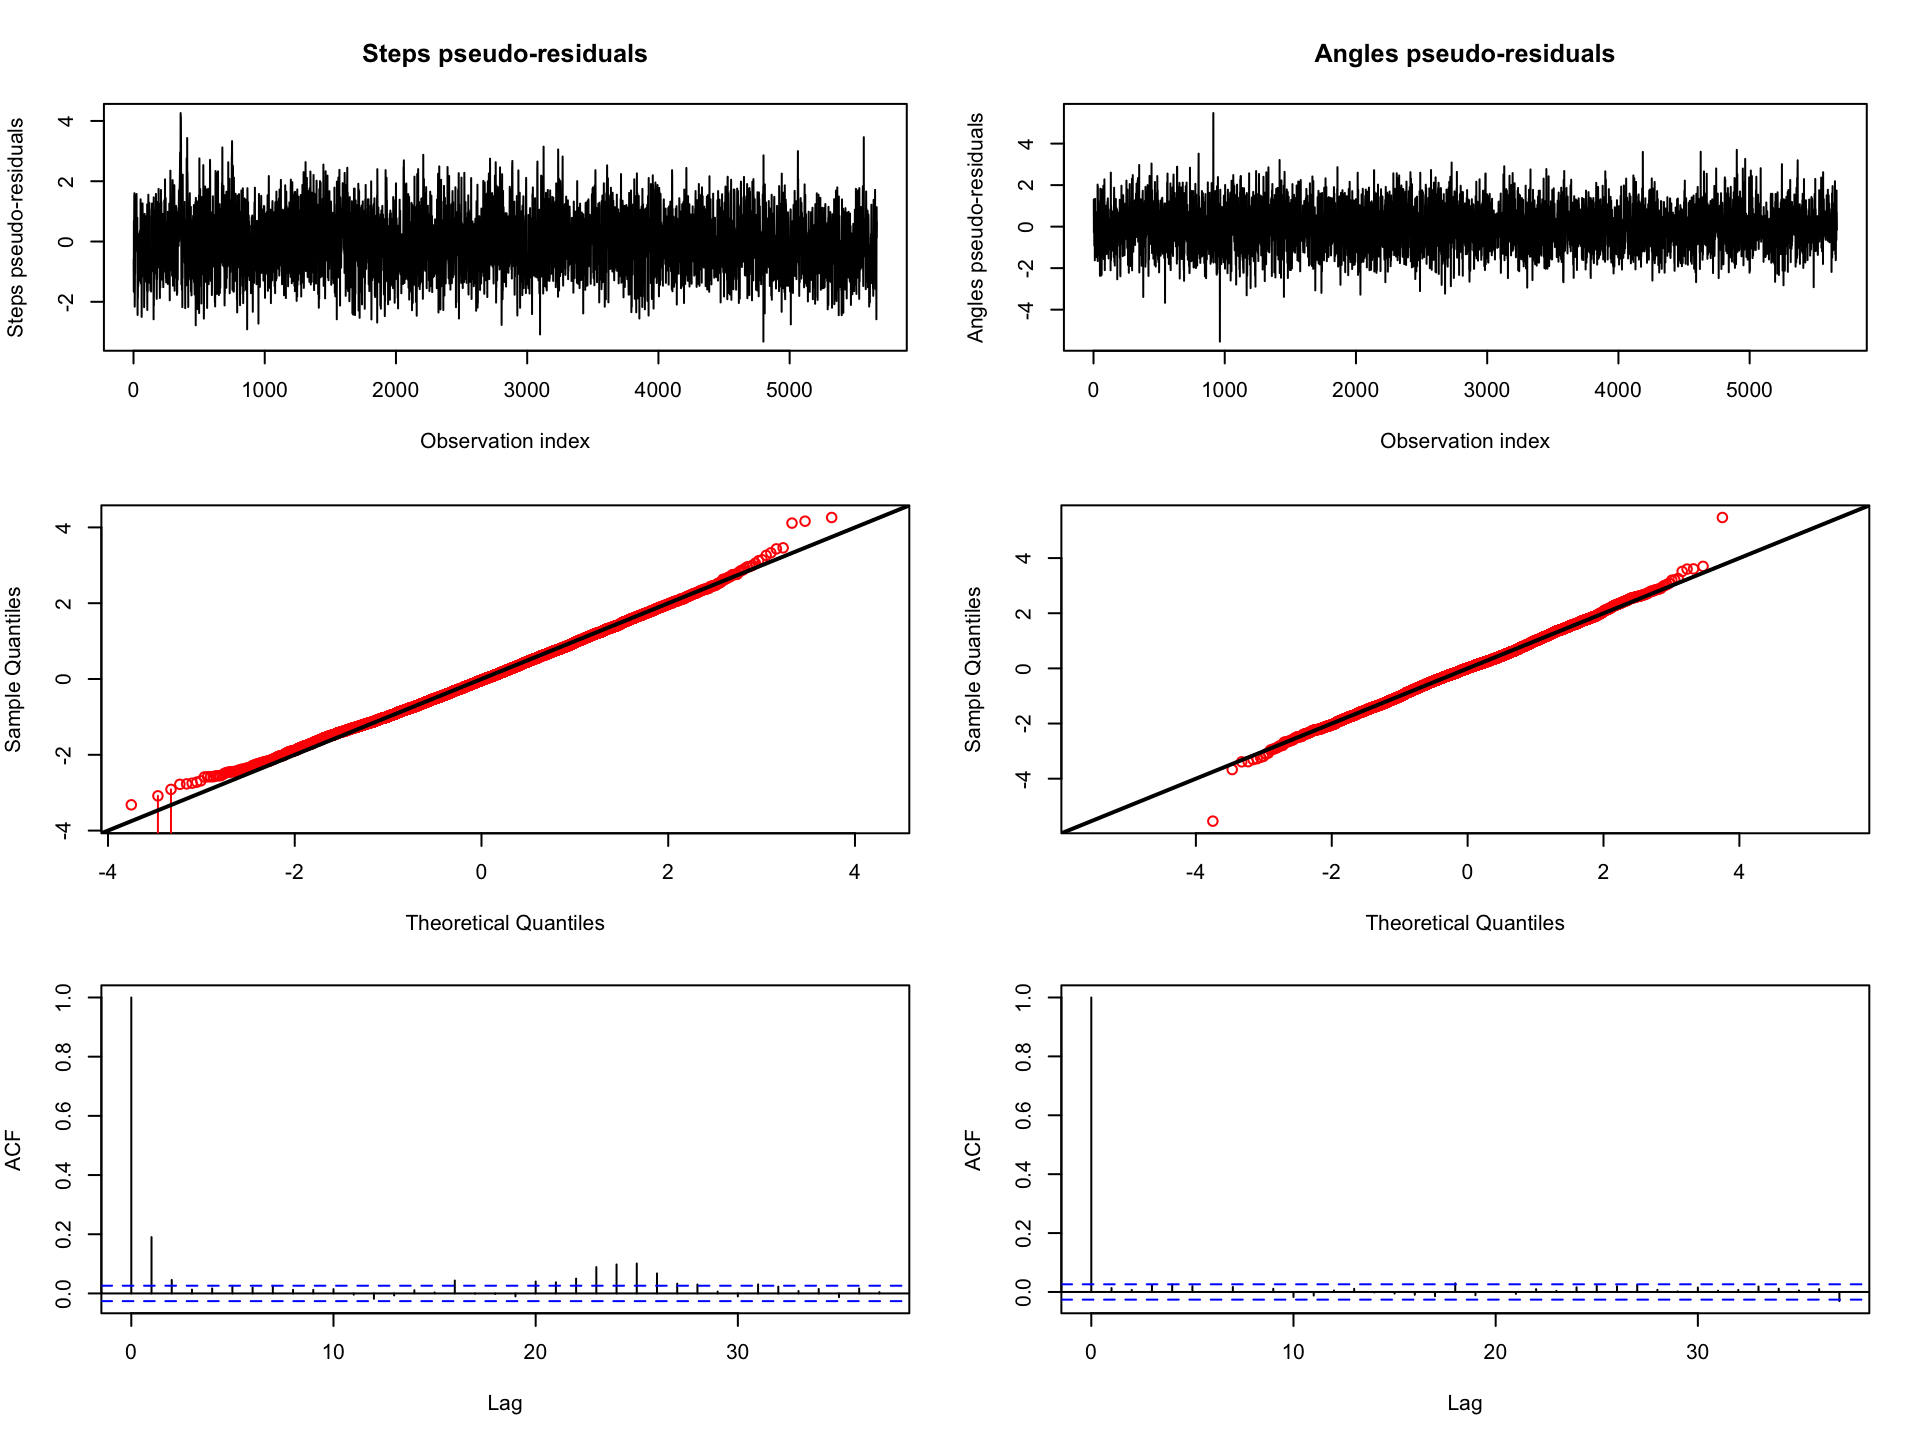 Steps pseudo-residuals
Steps pseudo-residuals
4
2
0
-2
0 1000 2000 3000 4000 5000
Observation index
Angles pseudo-residuals
Angles pseudo-residuals
4
2
0
-2
-4
0 1000 2000 3000 4000 5000
Observation index
Sample Quantiles
4
2
0
-2
-4
-4 -2 0 2 4
Theoretical Quantiles
Sample Quantiles
4
2
0
-2
-4
-4 -2 0 2 4
Theoretical Quantiles
ACF
1.0
0.8
0.6
0.4
0.2
0.0
0 10 20 30
Lag
ACF
1.0
0.8
0.6
0.4
0.2
0.0
0 10 20 30
Lag